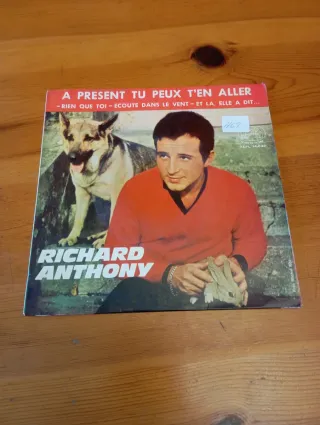 A PRESENT TU PEUX T'EN ALLER
- RIEN QUE TOI - ECOUTE DANS LE VENT - ET LA, ELLE A DIT...
RICHARD
ANTHONY